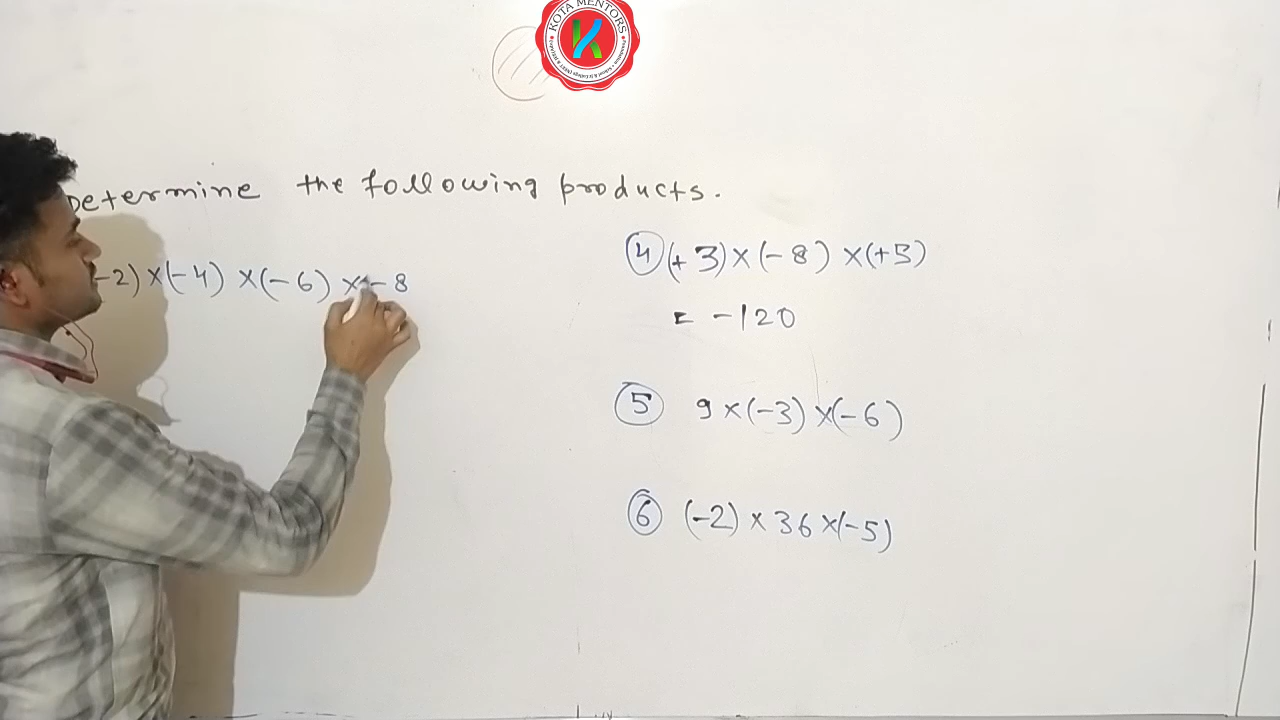 KOTA MENTORS
Determine the following products.
-2) × (-4) × (-6) × -8
④ (+3) × (-8) × (+5)
= -120
⑤ 9 × (-3) × (-6)
⑥ (-2) × 36 × (-5)